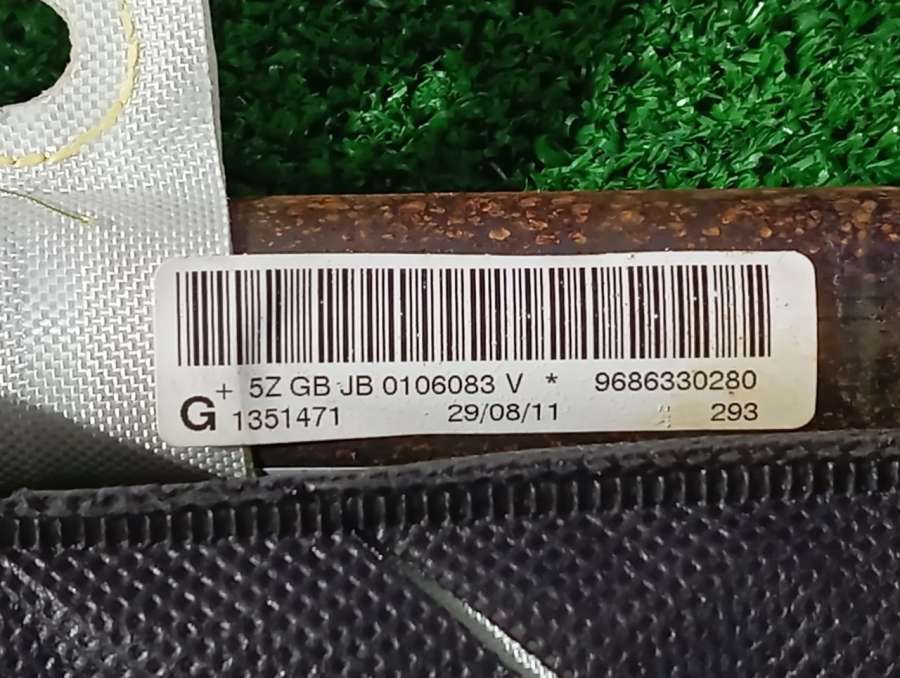 + 5Z GB JB 0106083 V * 9686330280
G 1351471 29/08/11 293